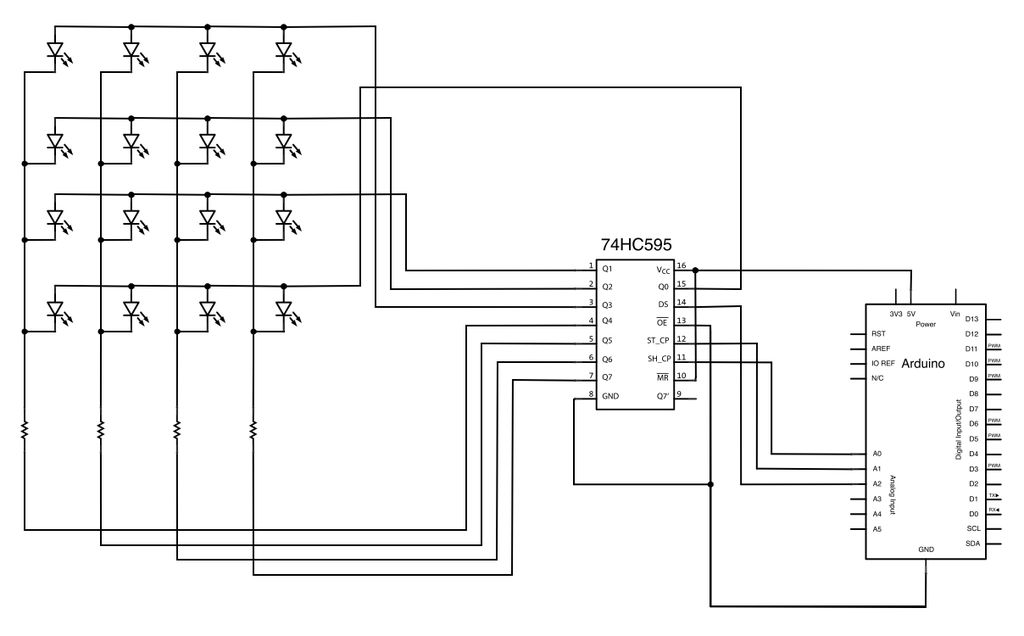 74HC595
1 Q1 VCC 16
2 Q2 Q0 15
3 Q3 DS 14
4 Q4 OE 13
5 Q5 ST_CP 12
6 Q6 SH_CP 11
7 Q7 MR 10
8 GND Q7' 9
3V3 5V Vin
Power
Arduino
RST
AREF
IO REF
N/C
A0
A1
A2
A3
A4
A5
Analog Input
Digital Input/Output
D13
D12
D11 PWM
D10 PWM
D9 PWM
D8
D7
D6 PWM
D5 PWM
D4
D3 PWM
D2
D1 TX▶
D0 RX◀
SCL
SDA
GND